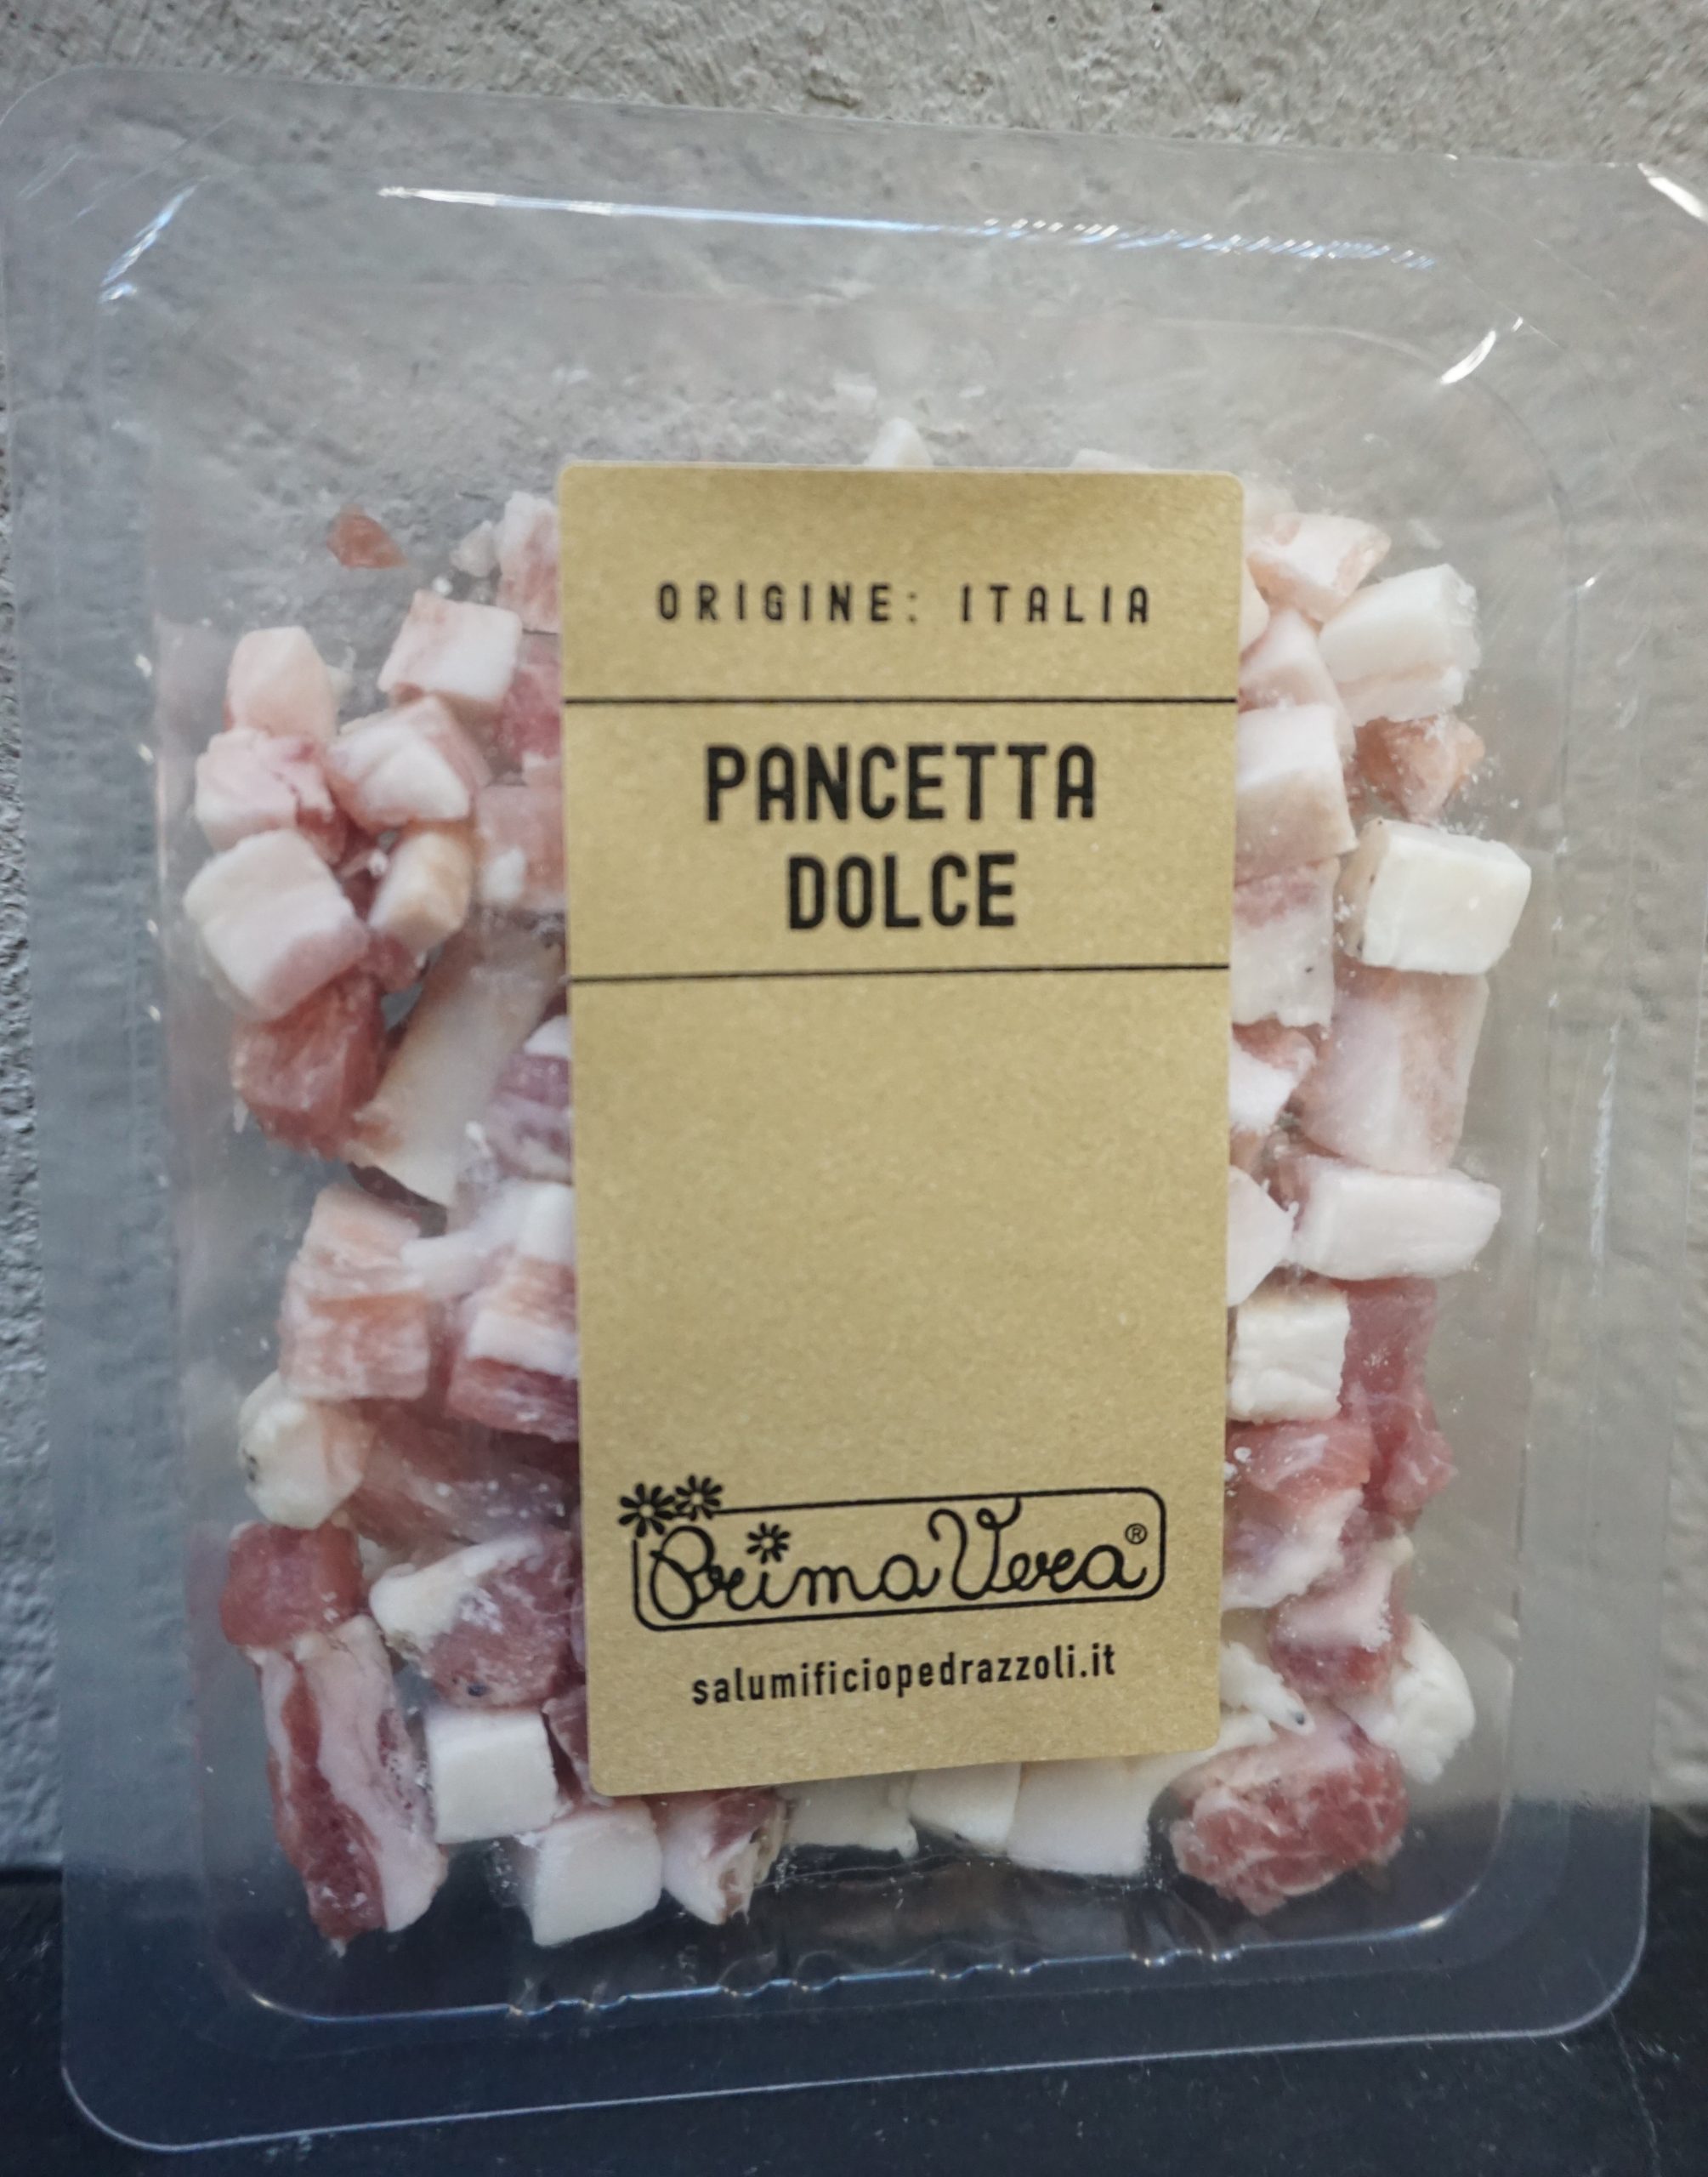 ORIGINE: ITALIA
PANCETTA
DOLCE
PrimaVera®
salumificiopedrazzoli.it